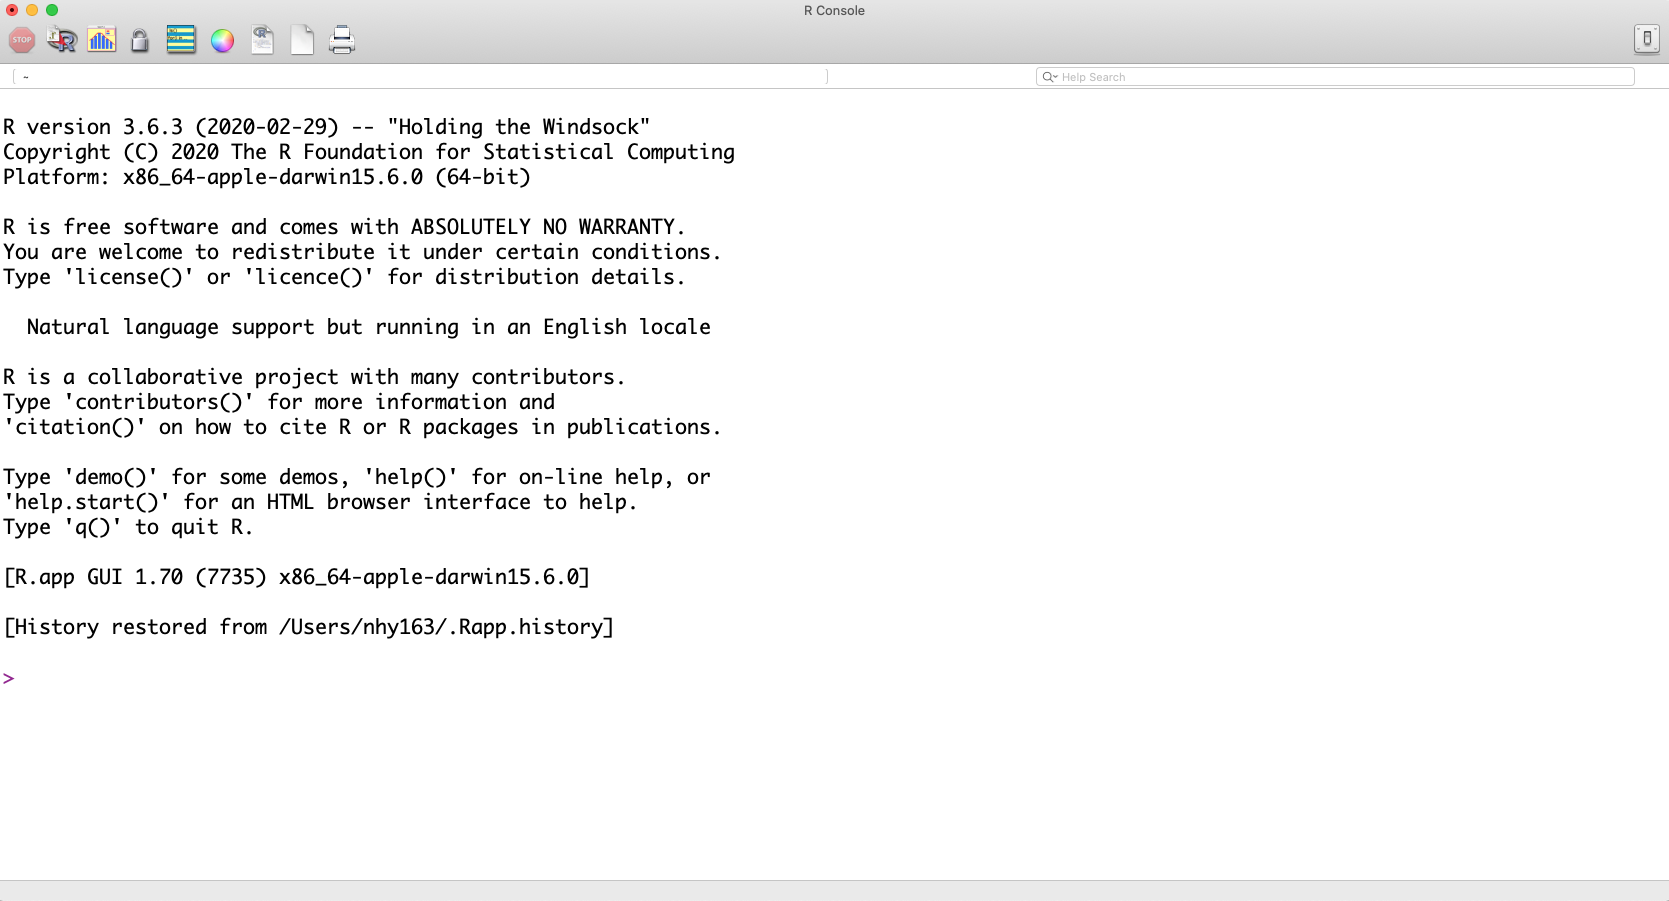 R Console
STOP
~
Help Search
R version 3.6.3 (2020-02-29) -- "Holding the Windsock"
Copyright (C) 2020 The R Foundation for Statistical Computing
Platform: x86_64-apple-darwin15.6.0 (64-bit)
R is free software and comes with ABSOLUTELY NO WARRANTY.
You are welcome to redistribute it under certain conditions.
Type 'license()' or 'licence()' for distribution details.
Natural language support but running in an English locale
R is a collaborative project with many contributors.
Type 'contributors()' for more information and
'citation()' on how to cite R or R packages in publications.
Type 'demo()' for some demos, 'help()' for on-line help, or
'help.start()' for an HTML browser interface to help.
Type 'q()' to quit R.
[R.app GUI 1.70 (7735) x86_64-apple-darwin15.6.0]
[History restored from /Users/nhy163/.Rapp.history]
>